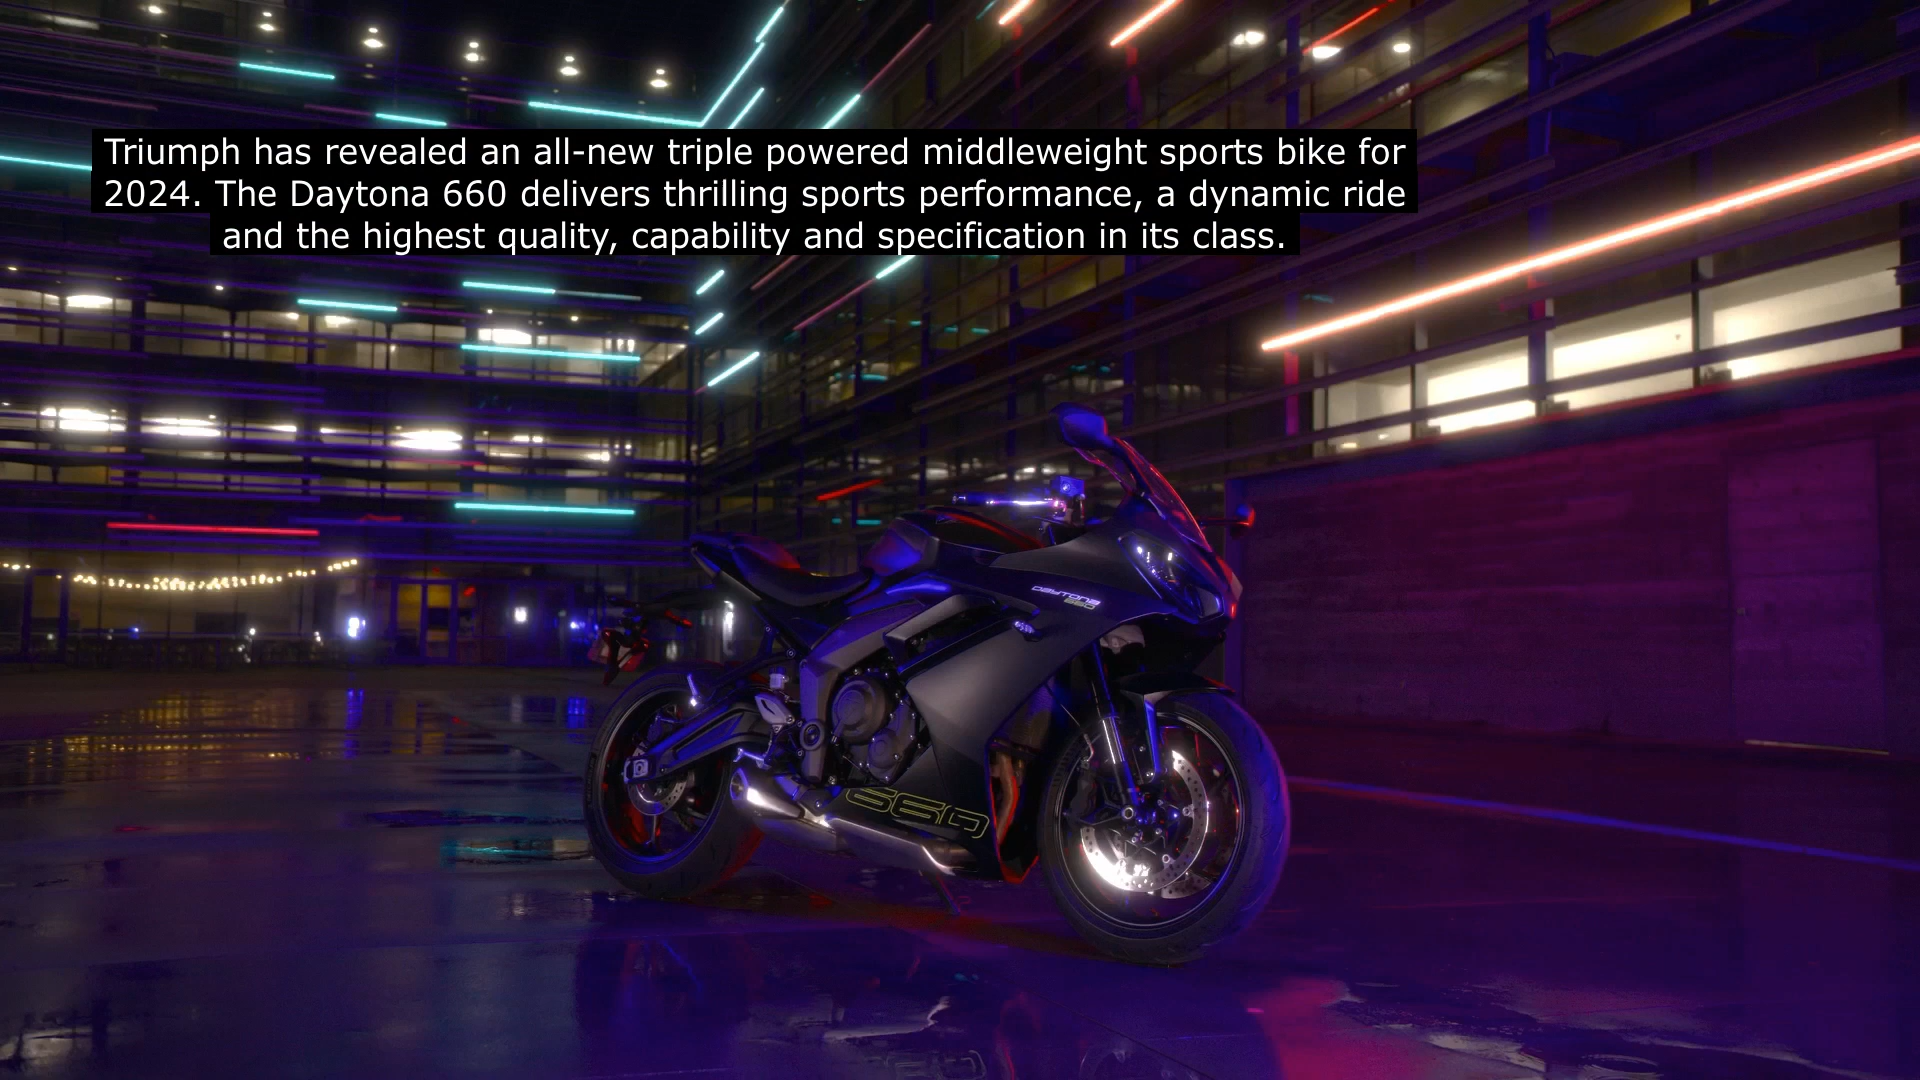 Triumph has revealed an all-new triple powered middleweight sports bike for
2024. The Daytona 660 delivers thrilling sports performance, a dynamic ride
and the highest quality, capability and specification in its class.
DAYTONA
660
660